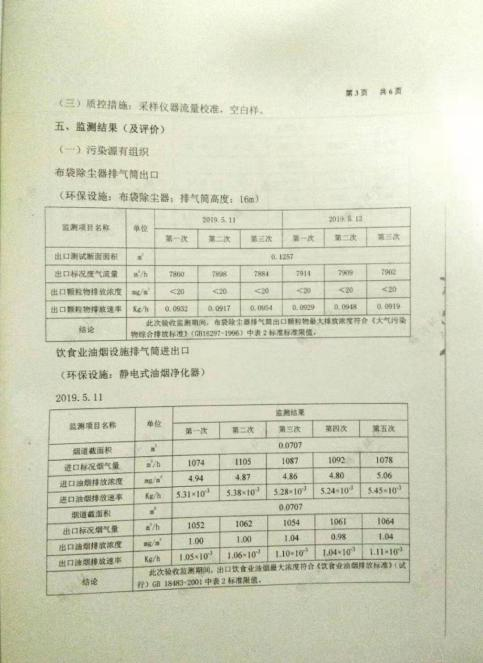 第3页 共6页
(三)质控措施:采样仪器流量校准、空白样。
五、监测结果(及评价)
(一)污染源有组织
布袋除尘器排气筒出口
(环保设施:布袋除尘器;排气筒高度:16m)
监测项目名称 单位 2019.5.11 2019.5.12
第一次 第二次 第三次 第一次 第二次 第三次
出口测试断面面积 m² 0.1257
出口标况废气流量 m³/h 7860 7898 7884 7914 7909 7902
出口颗粒物排放浓度 mg/m³ <20 <20 <20 <20 <20 <20
出口颗粒物排放速率 Kg/h 0.0932 0.0917 0.0954 0.0929 0.0948 0.0919
结论 此次验收监测期间,布袋除尘器排气筒出口颗粒物最大排放浓度符合《大气污染
物综合排放标准》(GB16297-1996)中表2标准标准限值。
饮食业油烟设施排气筒进出口
(环保设施:静电式油烟净化器)
2019.5.11
监测项目名称 单位 监测结果
第一次 第二次 第三次 第四次 第五次
烟道截面积 m² 0.0707
进口标况烟气量 m³/h 1074 1105 1087 1092 1078
进口油烟排放浓度 mg/m³ 4.94 4.87 4.86 4.80 5.06
进口油烟排放速率 Kg/h 5.31×10⁻³ 5.38×10⁻³ 5.28×10⁻³ 5.24×10⁻³ 5.45×10⁻³
烟道截面积 m² 0.0707
出口标况烟气量 m³/h 1052 1062 1054 1061 1064
出口油烟排放浓度 mg/m³ 1.00 1.00 1.04 0.98 1.04
出口油烟排放速率 Kg/h 1.05×10⁻³ 1.06×10⁻³ 1.10×10⁻³ 1.04×10⁻³ 1.11×10⁻³
结论 此次验收监测期间,出口饮食业油烟最大浓度符合《饮食业油烟排放标准》(试
行)GB 18483-2001中表2标准限值。